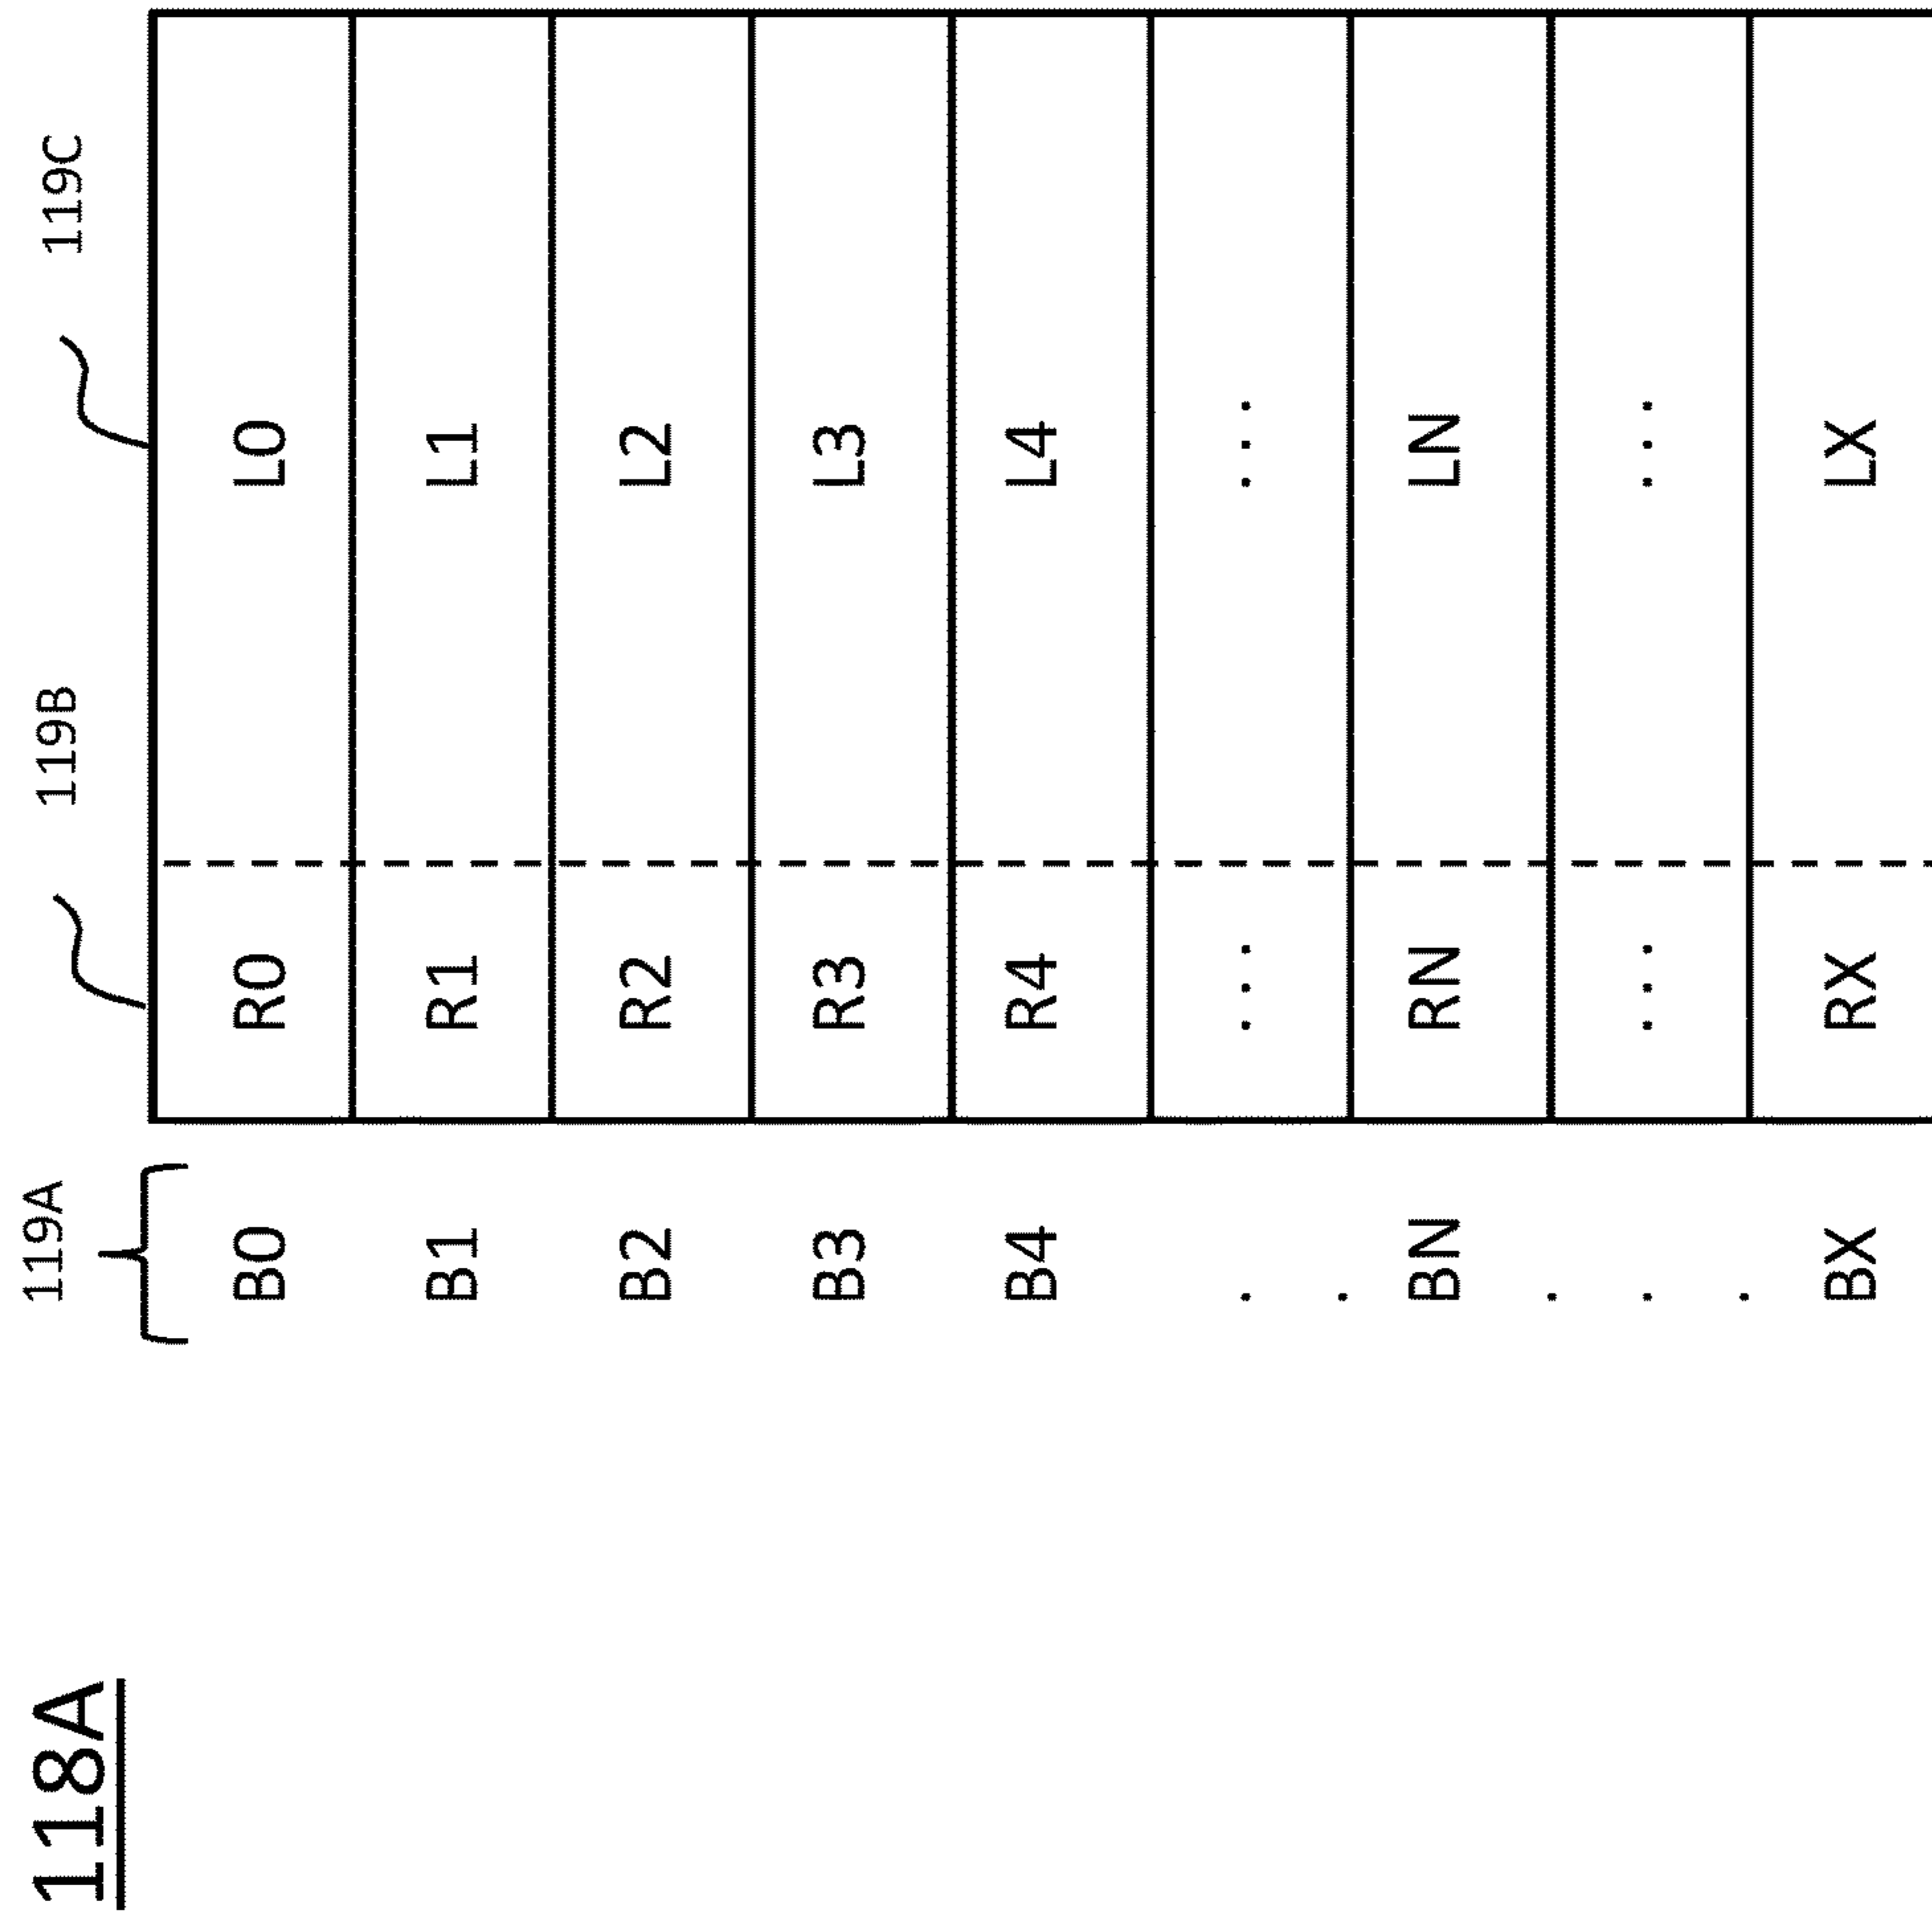 118A
119A 119B 119C
B0 R0 L0
B1 R1 L1
B2 R2 L2
B3 R3 L3
B4 R4 L4
. ... ...
.
BN RN LN
.
. ... ...
.
BX RX LX